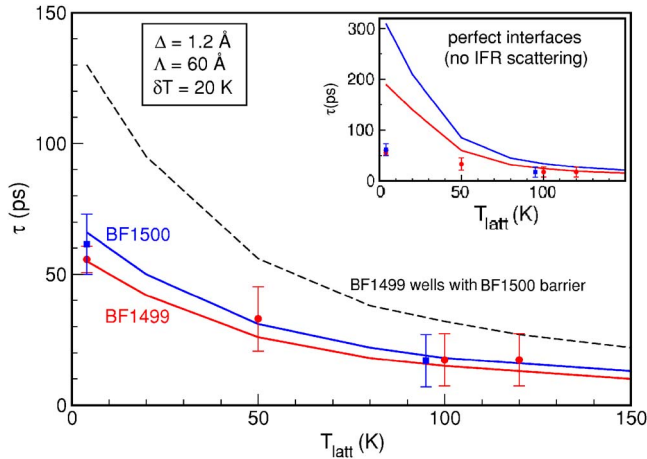 150
100
50
0
τ (ps)
Δ = 1.2 Å
Λ = 60 Å
δT = 20 K
BF1500
BF1499
BF1499 wells with BF1500 barrier
0
50
100
150
T_latt (K)
perfect interfaces
(no IFR scattering)
300
200
100
0
τ(ps)
0
50
100
T_latt (K)